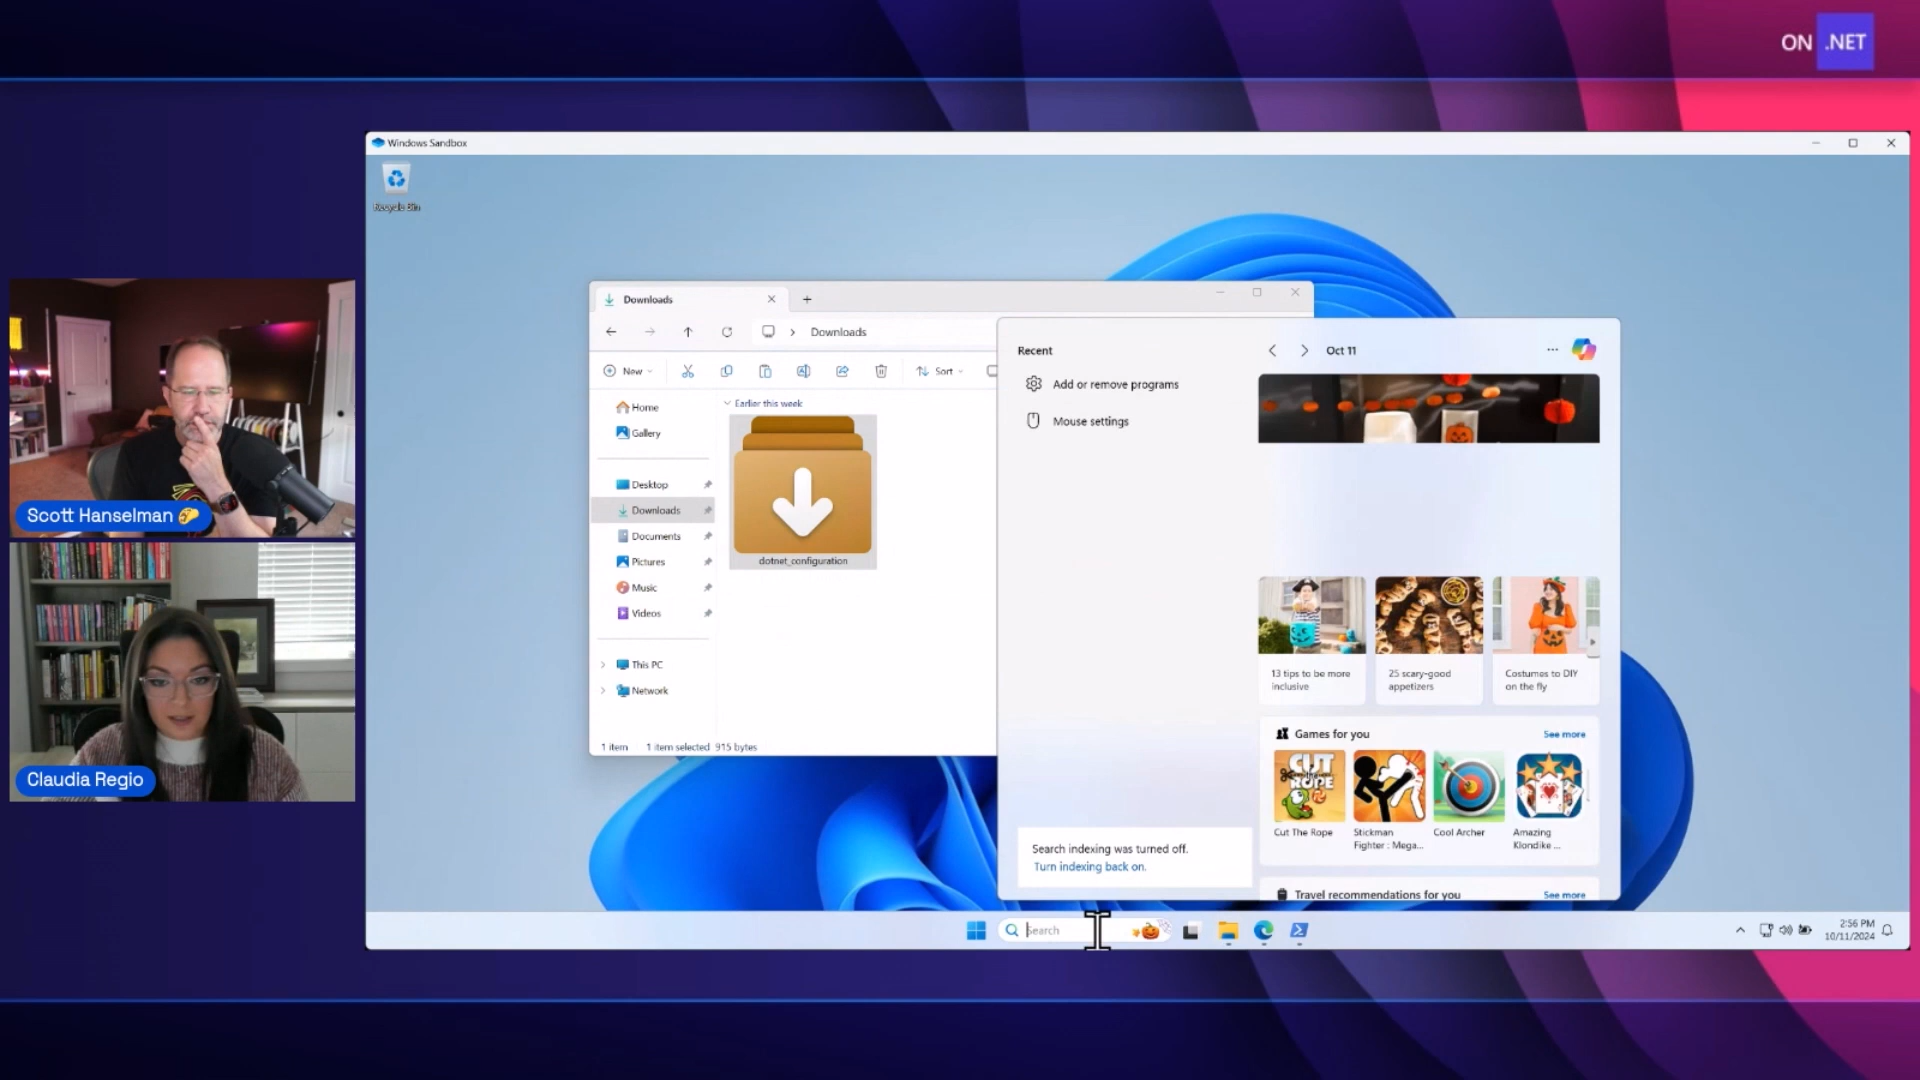 ON .NET
Windows Sandbox
Recycle Bin
Downloads
Downloads
New
Sort
Home
Gallery
Desktop
Downloads
Documents
Pictures
Music
Videos
This PC
Network
Earlier this week
dotnet_configuration
1 item 1 item selected 915 bytes
Recent
Add or remove programs
Mouse settings
Search indexing was turned off.
Turn indexing back on.
Oct 11
13 tips to be more
inclusive
25 scary-good
appetizers
Costumes to DIY
on the fly
Games for you
See more
CUT
THE
ROPE
Cut The Rope
Stickman
Fighter : Mega...
Cool Archer
Amazing
Klondike ...
Travel recommendations for you
See more
Search
2:56 PM
10/11/2024
Scott Hanselman
Claudia Regio